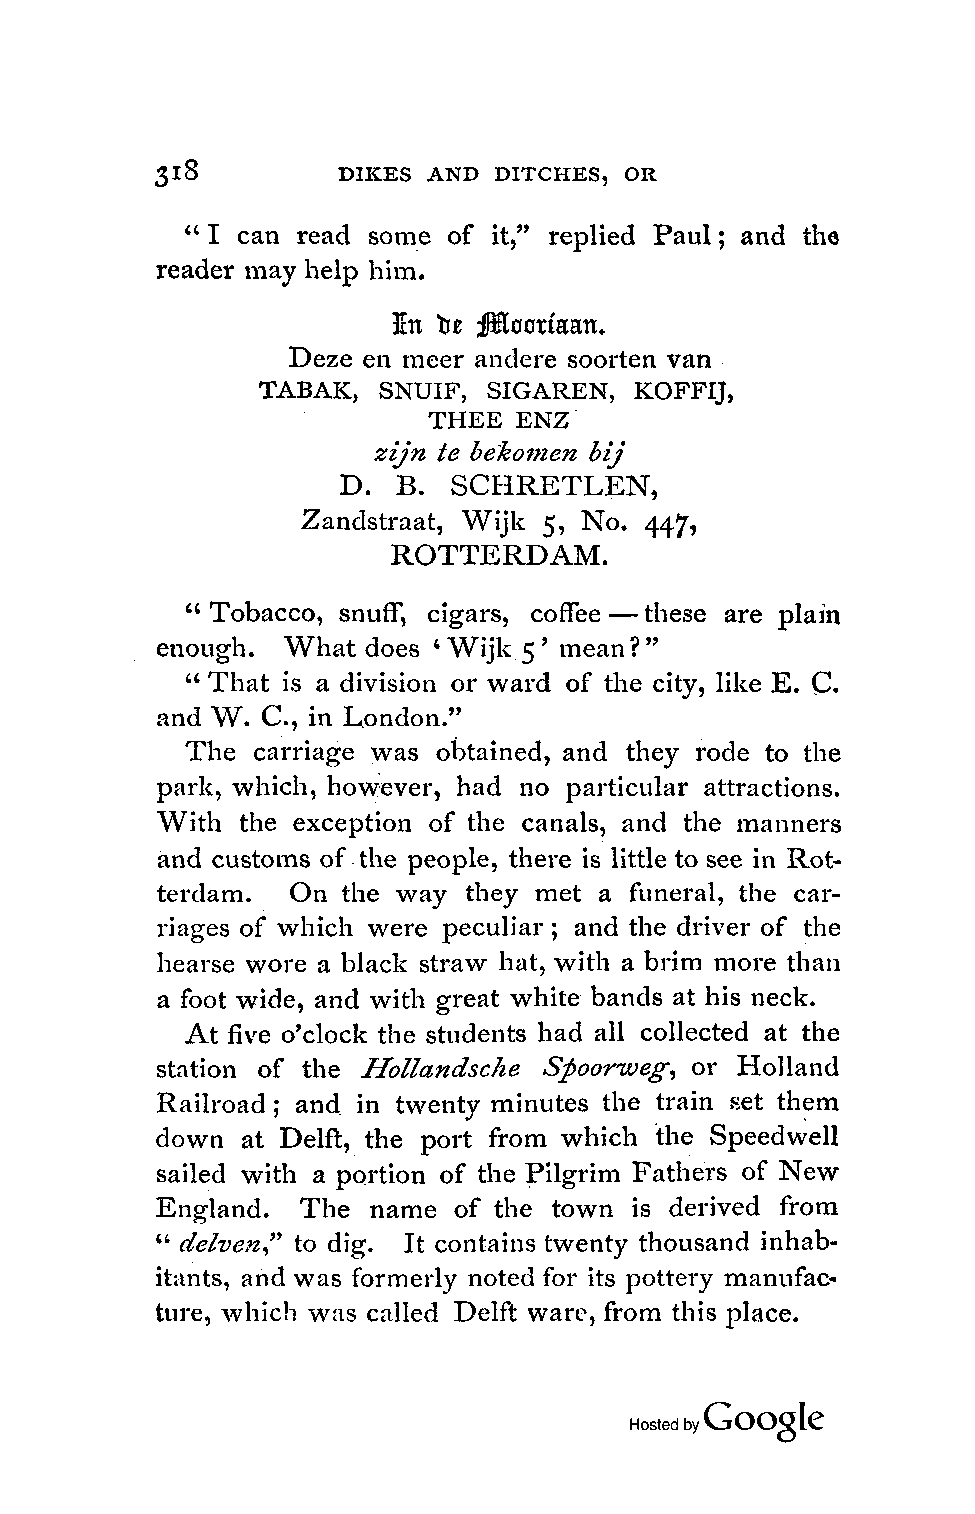 318 DIKES AND DITCHES, OR
“I can read some of it,” replied Paul; and the
reader may help him.
In de Mooriaan.
Deze en meer andere soorten van
TABAK, SNUIF, SIGAREN, KOFFIJ,
THEE ENZ
zijn te bekomen bij
D. B. SCHRETLEN,
Zandstraat, Wijk 5, No. 447,
ROTTERDAM.
“Tobacco, snuff, cigars, coffee — these are plain
enough. What does ‘Wijk 5’ mean?”
“That is a division or ward of the city, like E. C.
and W. C., in London.”
The carriage was obtained, and they rode to the
park, which, however, had no particular attractions.
With the exception of the canals, and the manners
and customs of the people, there is little to see in Rot-
terdam. On the way they met a funeral, the car-
riages of which were peculiar; and the driver of the
hearse wore a black straw hat, with a brim more than
a foot wide, and with great white bands at his neck.
At five o’clock the students had all collected at the
station of the Hollandsche Spoorweg, or Holland
Railroad; and in twenty minutes the train set them
down at Delft, the port from which the Speedwell
sailed with a portion of the Pilgrim Fathers of New
England. The name of the town is derived from
“delven,” to dig. It contains twenty thousand inhab-
itants, and was formerly noted for its pottery manufac-
ture, which was called Delft ware, from this place.
Hosted by Google